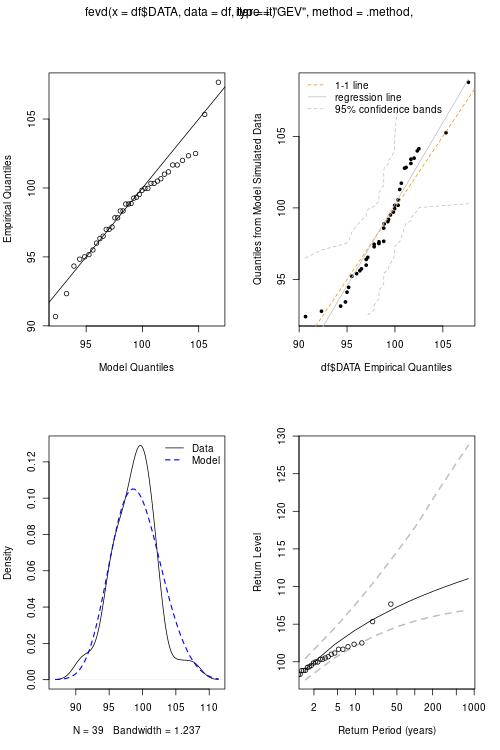 fevd(x = df$DATA, data = df, type = "GEV", method = .method,
1-1 line
regression line
95% confidence bands
Empirical Quantiles
90 95 100 105
95 100 105
Model Quantiles
Quantiles from Model Simulated Data
95 100 105
90 95 100 105
df$DATA Empirical Quantiles
Data
Model
Density
0.00 0.02 0.04 0.06 0.08 0.10 0.12
90 95 100 105 110
N = 39 Bandwidth = 1.237
Return Level
100 105 110 115 120 125 130
2 5 10 50 200 1000
Return Period (years)